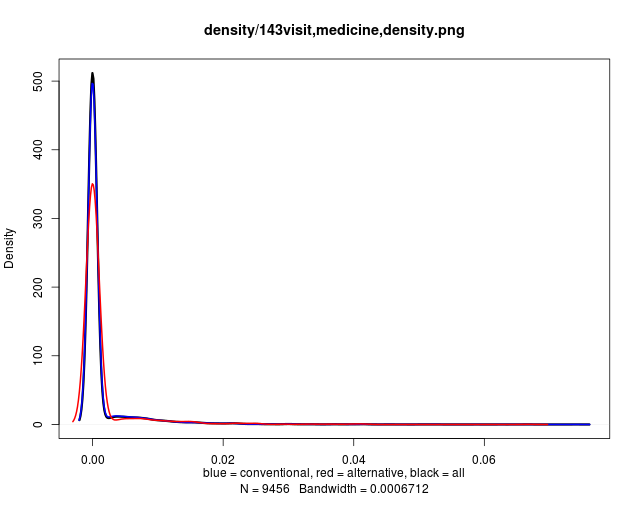 density/143visit,medicine,density.png
500
400
300
200
100
0
Density
0.00 0.02 0.04 0.06
blue = conventional, red = alternative, black = all
N = 9456 Bandwidth = 0.0006712